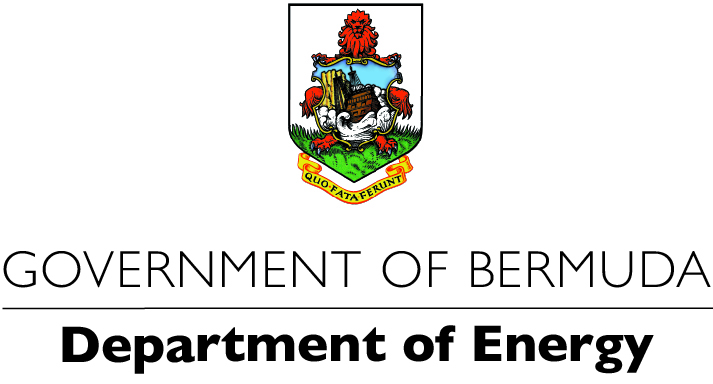 QUO FATA FERUNT
GOVERNMENT OF BERMUDA
Department of Energy